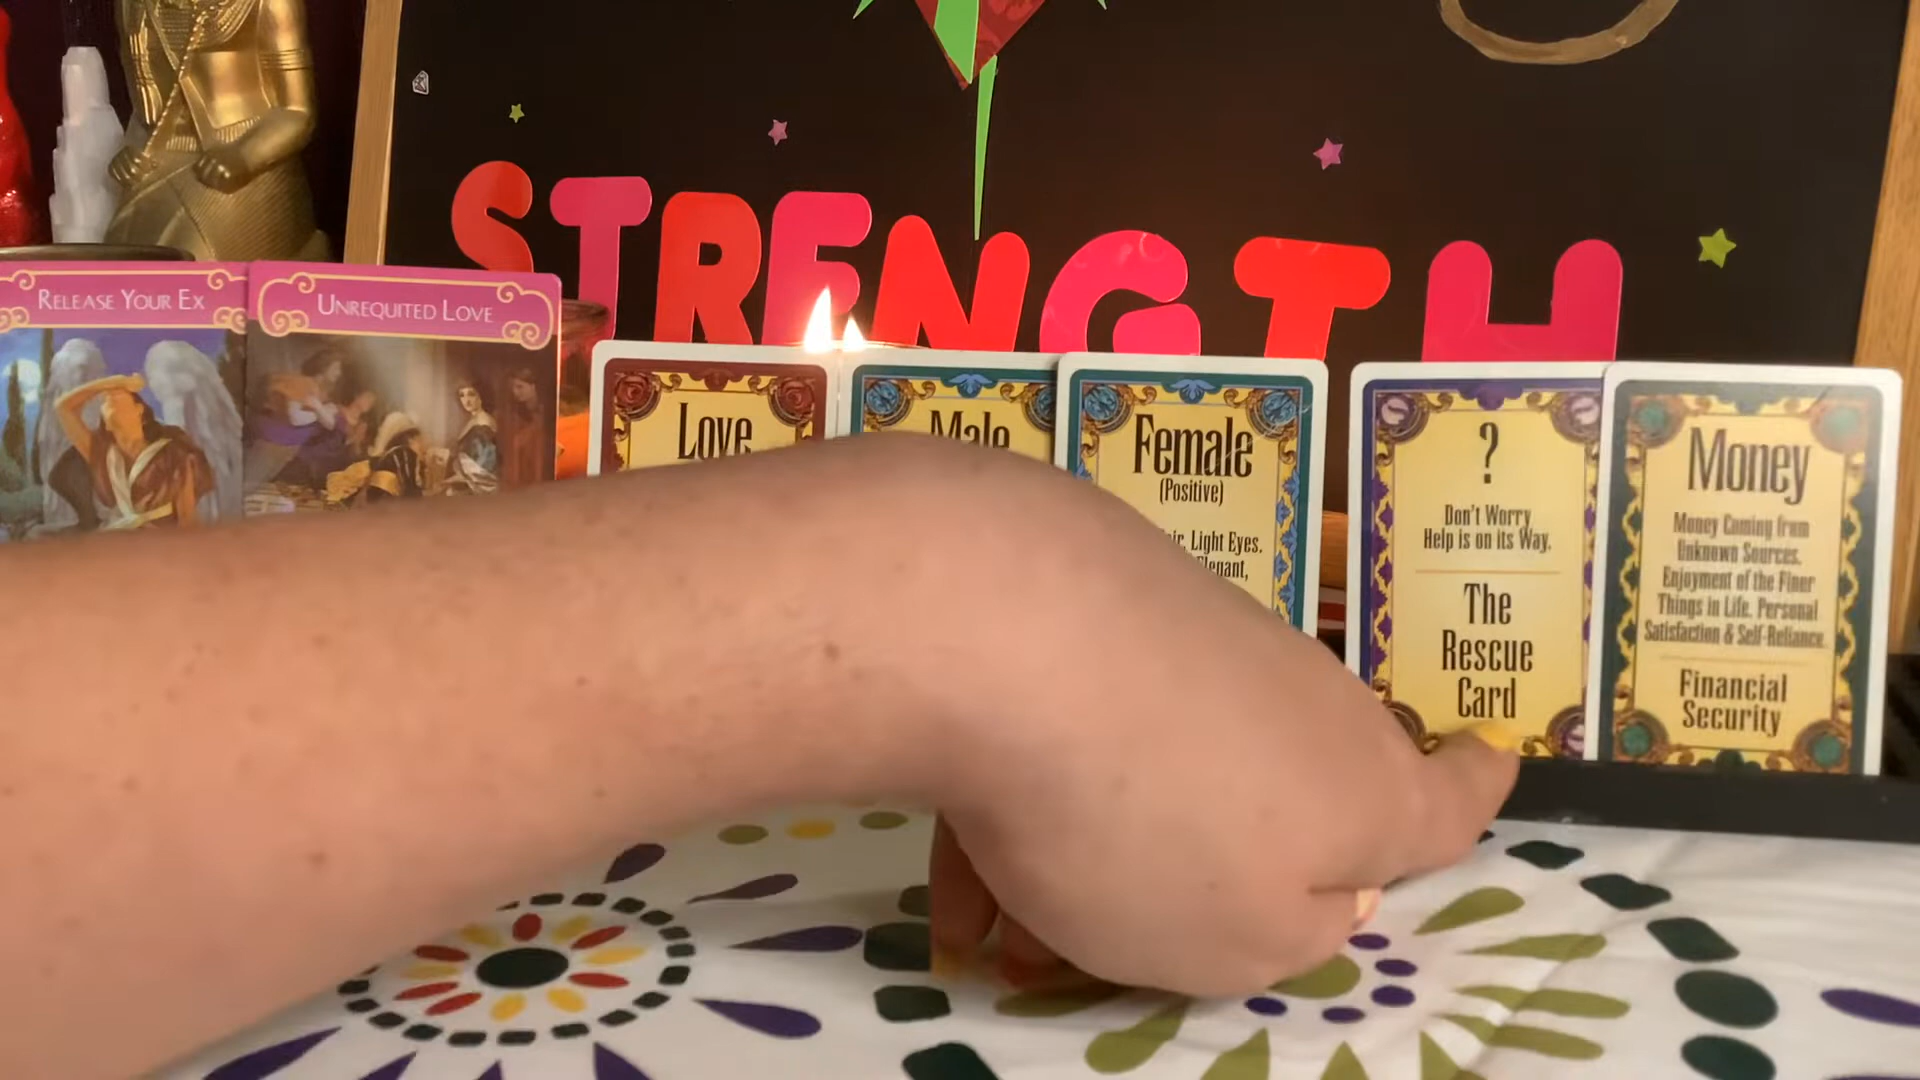 STRENGTH
RELEASE YOUR EX
UNREQUITED LOVE
Love
Male
Female
(Positive)
Light Eyes.
Elegant,
?
Don't Worry
Help is on its Way.
The
Rescue
Card
Money
Money Coming from
Unknown Sources.
Enjoyment of the Finer
Things in Life. Personal
Satisfaction & Self-Reliance.
Financial
Security